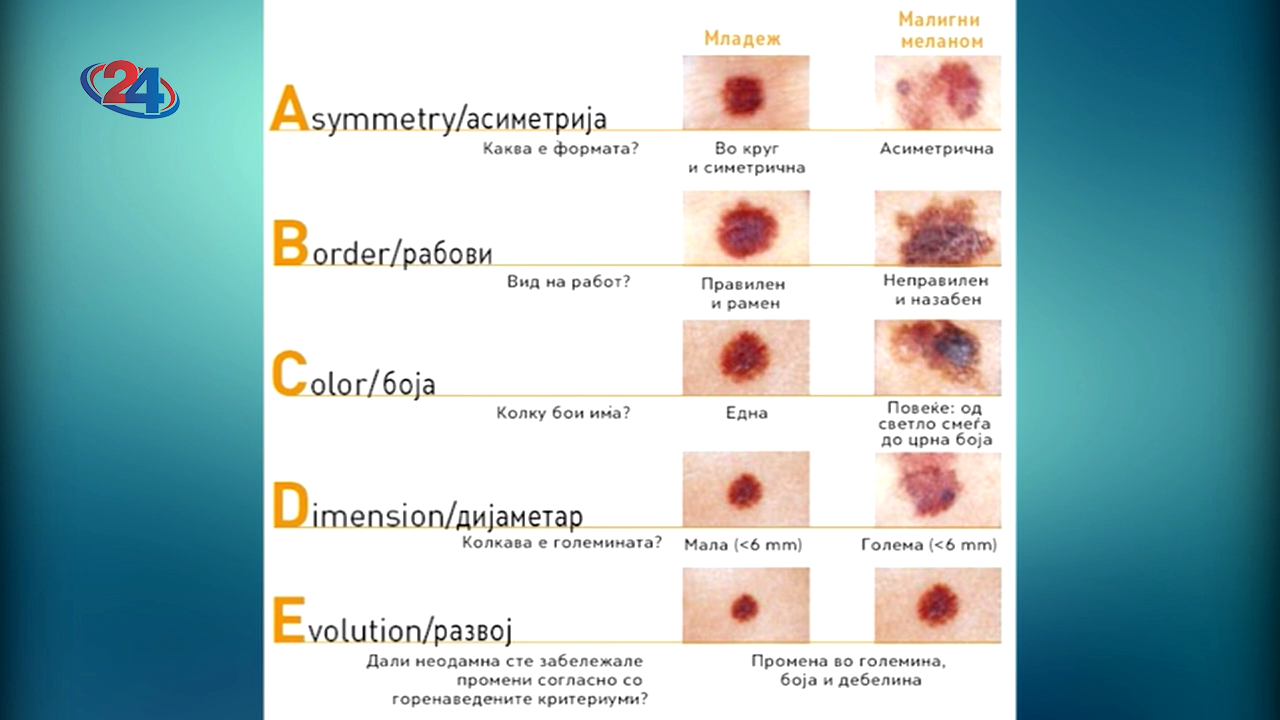 24
Младеж
Малигни
меланом
Asymmetry/асиметрија
Каква е формата?
Во круг
и симетрична
Асиметрична
Border/рабови
Вид на работ?
Правилен
и рамен
Неправилен
и назабен
Color/боја
Колку бои има?
Една
Повеќе: од
светло смеѓа
до црна боја
Dimension/дијаметар
Колкава е големината?
Мала (<6 mm)
Голема (<6 mm)
Evolution/развој
Дали неодамна сте забележале
промени согласно со
горенаведените критериуми?
Промена во големина,
боја и дебелина